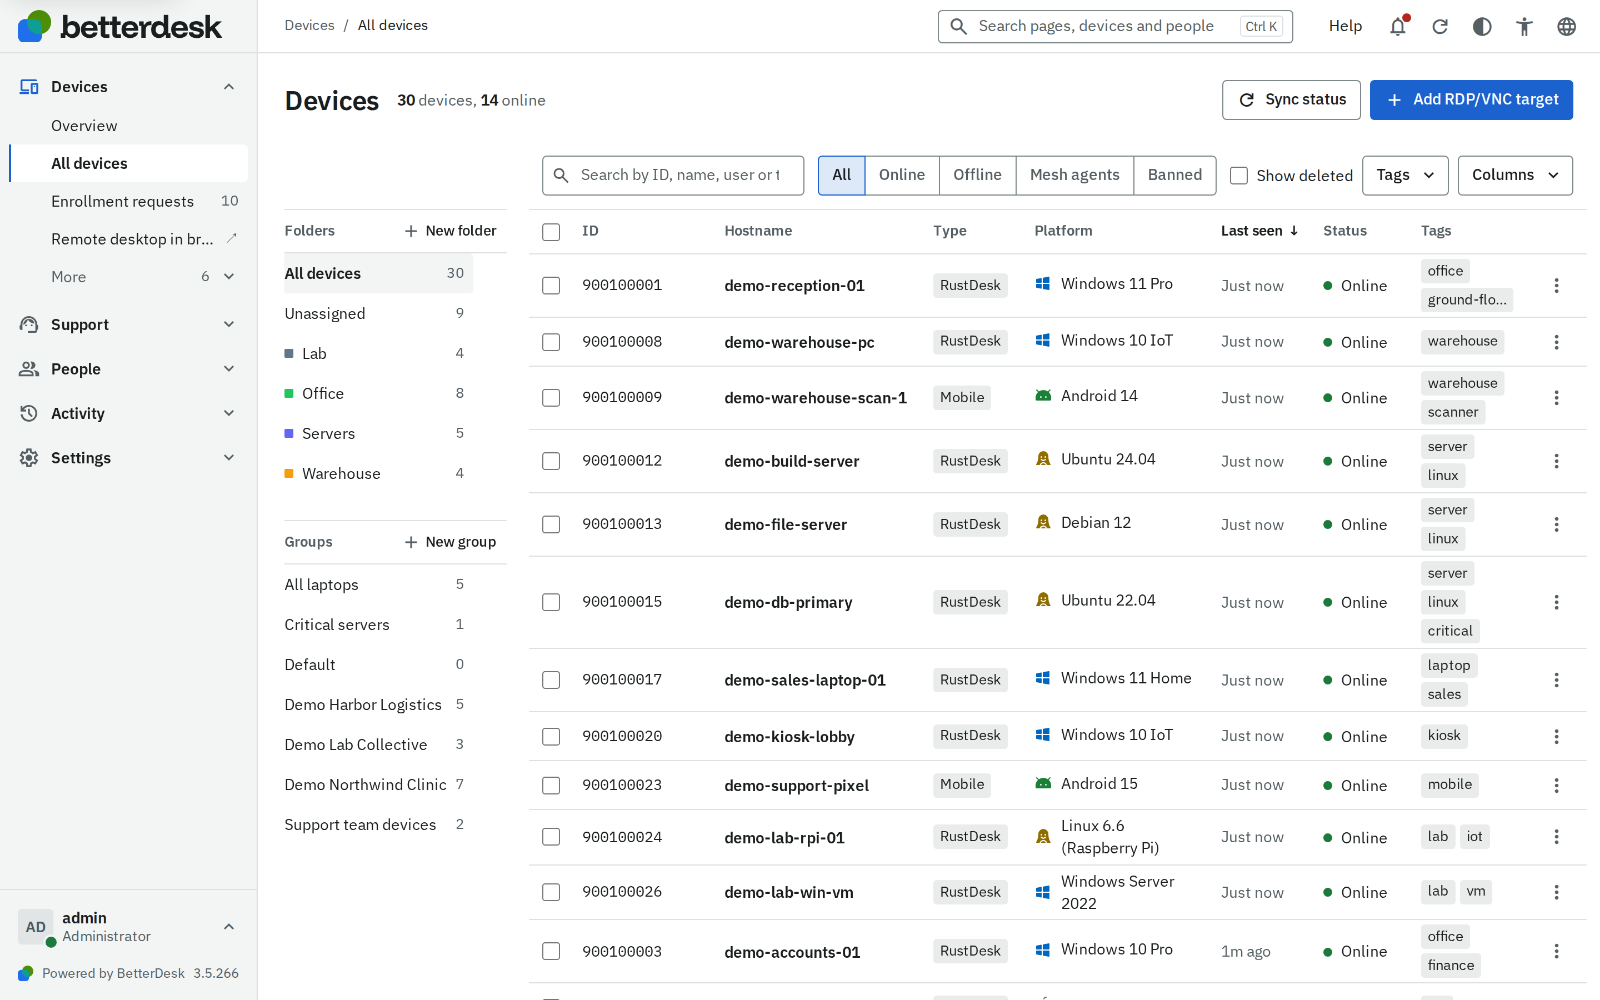 betterdesk
Devices / All devices
Search pages, devices and people Ctrl K
Help
Devices
Overview
All devices
Enrollment requests 10
Remote desktop in br...
More 6
Support
People
Activity
Settings
AD
admin
Administrator
Powered by BetterDesk 3.5.266
Devices 30 devices, 14 online
Sync status
Add RDP/VNC target
Search by ID, name, user or t
All Online Offline Mesh agents Banned
Show deleted
Tags
Columns
Folders + New folder
All devices 30
Unassigned 9
Lab 4
Office 8
Servers 5
Warehouse 4
Groups + New group
All laptops 5
Critical servers 1
Default 0
Demo Harbor Logistics 5
Demo Lab Collective 3
Demo Northwind Clinic 7
Support team devices 2
ID Hostname Type Platform Last seen ↓ Status Tags
900100001 demo-reception-01 RustDesk Windows 11 Pro Just now Online office
ground-flo...
900100008 demo-warehouse-pc RustDesk Windows 10 IoT Just now Online warehouse
900100009 demo-warehouse-scan-1 Mobile Android 14 Just now Online warehouse
scanner
900100012 demo-build-server RustDesk Ubuntu 24.04 Just now Online server
linux
900100013 demo-file-server RustDesk Debian 12 Just now Online server
linux
900100015 demo-db-primary RustDesk Ubuntu 22.04 Just now Online server
linux
critical
900100017 demo-sales-laptop-01 RustDesk Windows 11 Home Just now Online laptop
sales
900100020 demo-kiosk-lobby RustDesk Windows 10 IoT Just now Online kiosk
900100023 demo-support-pixel Mobile Android 15 Just now Online mobile
900100024 demo-lab-rpi-01 RustDesk Linux 6.6 Just now Online lab iot
(Raspberry Pi)
900100026 demo-lab-win-vm RustDesk Windows Server Just now Online lab vm
2022
900100003 demo-accounts-01 RustDesk Windows 10 Pro 1m ago Online office
finance